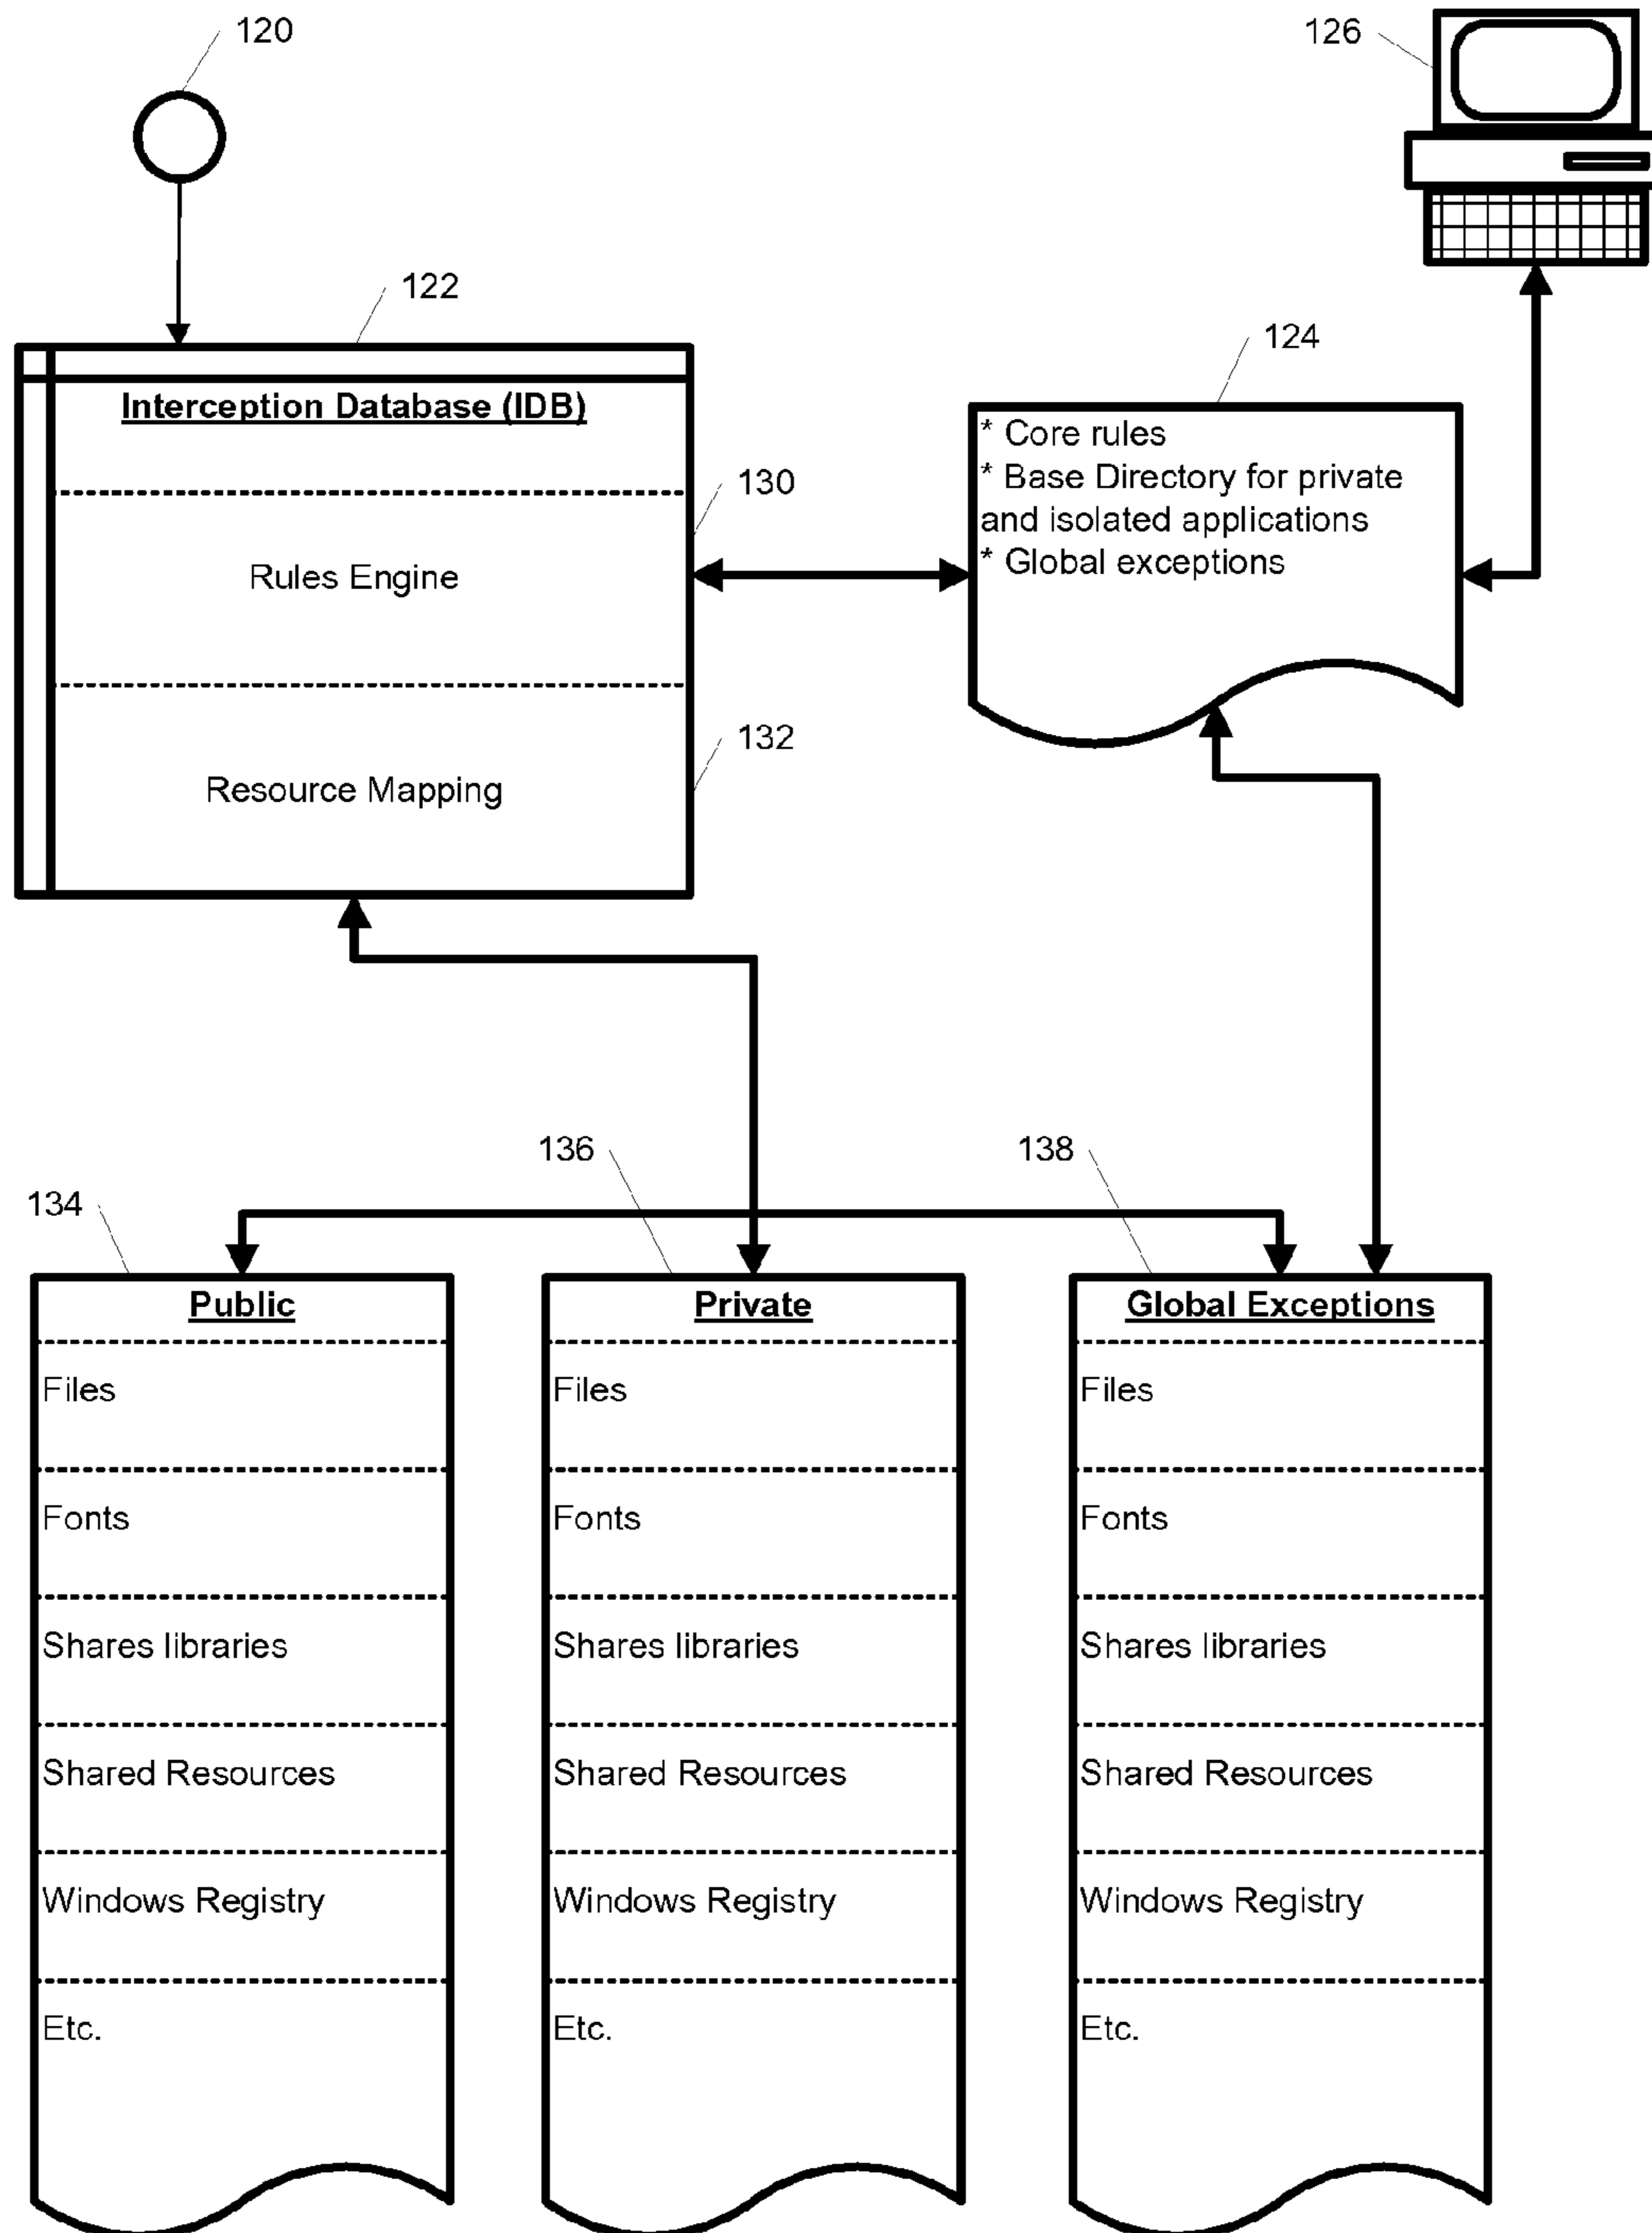 120
126
122
124
Interception Database (IDB)
* Core rules
* Base Directory for private
and isolated applications
* Global exceptions
130
Rules Engine
132
Resource Mapping
136
138
134
Public
Files
Fonts
Shares libraries
Shared Resources
Windows Registry
Etc.
Private
Files
Fonts
Shares libraries
Shared Resources
Windows Registry
Etc.
Global Exceptions
Files
Fonts
Shares libraries
Shared Resources
Windows Registry
Etc.